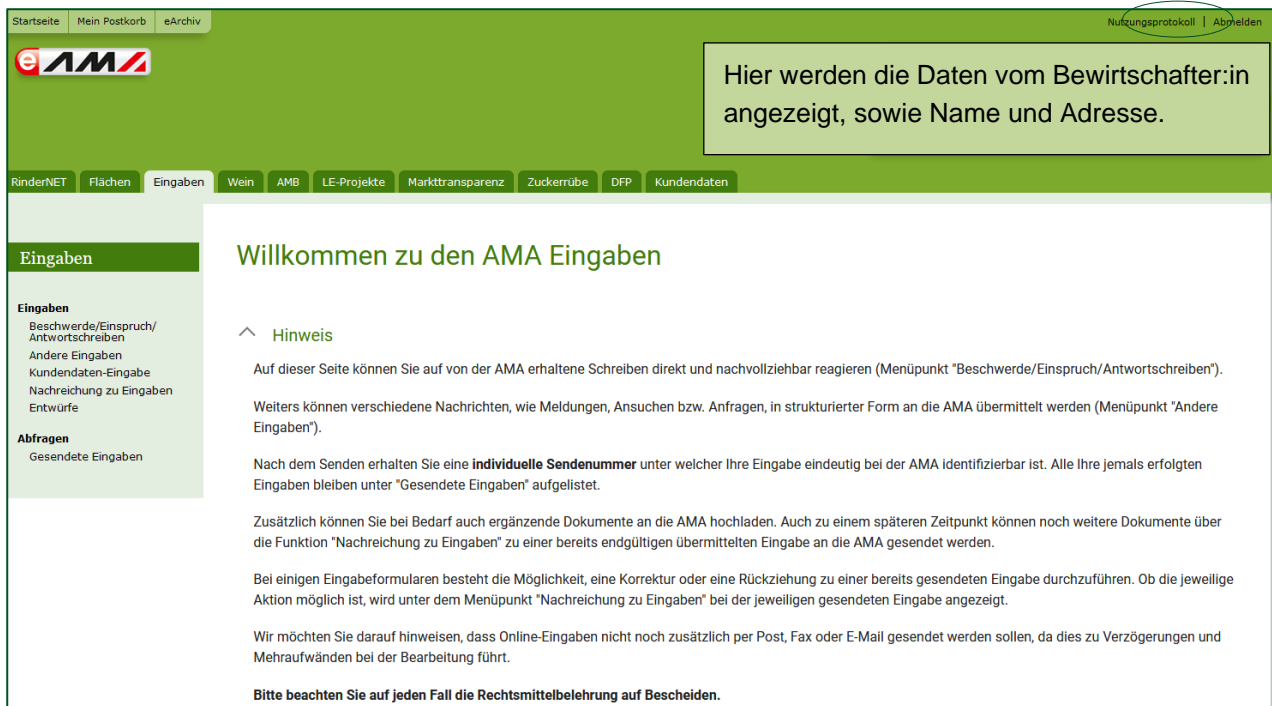 Startseite Mein Postkorb eArchiv
Nutzungsprotokoll | Abmelden
eAMA
Hier werden die Daten vom Bewirtschafter:in
angezeigt, sowie Name und Adresse.
RinderNET Flächen Eingaben Wein AMB LE-Projekte Markttransparenz Zuckerrübe DFP Kundendaten
Eingaben
Willkommen zu den AMA Eingaben
Eingaben
Beschwerde/Einspruch/
Antwortschreiben
Andere Eingaben
Kundendaten-Eingabe
Nachreichung zu Eingaben
Entwürfe
Abfragen
Gesendete Eingaben
Hinweis
Auf dieser Seite können Sie auf von der AMA erhaltene Schreiben direkt und nachvollziehbar reagieren (Menüpunkt "Beschwerde/Einspruch/Antwortschreiben").
Weiters können verschiedene Nachrichten, wie Meldungen, Ansuchen bzw. Anfragen, in strukturierter Form an die AMA übermittelt werden (Menüpunkt "Andere
Eingaben").
Nach dem Senden erhalten Sie eine individuelle Sendenummer unter welcher Ihre Eingabe eindeutig bei der AMA identifizierbar ist. Alle Ihre jemals erfolgten
Eingaben bleiben unter "Gesendete Eingaben" aufgelistet.
Zusätzlich können Sie bei Bedarf auch ergänzende Dokumente an die AMA hochladen. Auch zu einem späteren Zeitpunkt können noch weitere Dokumente über
die Funktion "Nachreichung zu Eingaben" zu einer bereits endgültigen übermittelten Eingabe an die AMA gesendet werden.
Bei einigen Eingabeformularen besteht die Möglichkeit, eine Korrektur oder eine Rückziehung zu einer bereits gesendeten Eingabe durchzuführen. Ob die jeweilige
Aktion möglich ist, wird unter dem Menüpunkt "Nachreichung zu Eingaben" bei der jeweiligen gesendeten Eingabe angezeigt.
Wir möchten Sie darauf hinweisen, dass Online-Eingaben nicht noch zusätzlich per Post, Fax oder E-Mail gesendet werden sollen, da dies zu Verzögerungen und
Mehraufwänden bei der Bearbeitung führt.
Bitte beachten Sie auf jeden Fall die Rechtsmittelbelehrung auf Bescheiden.